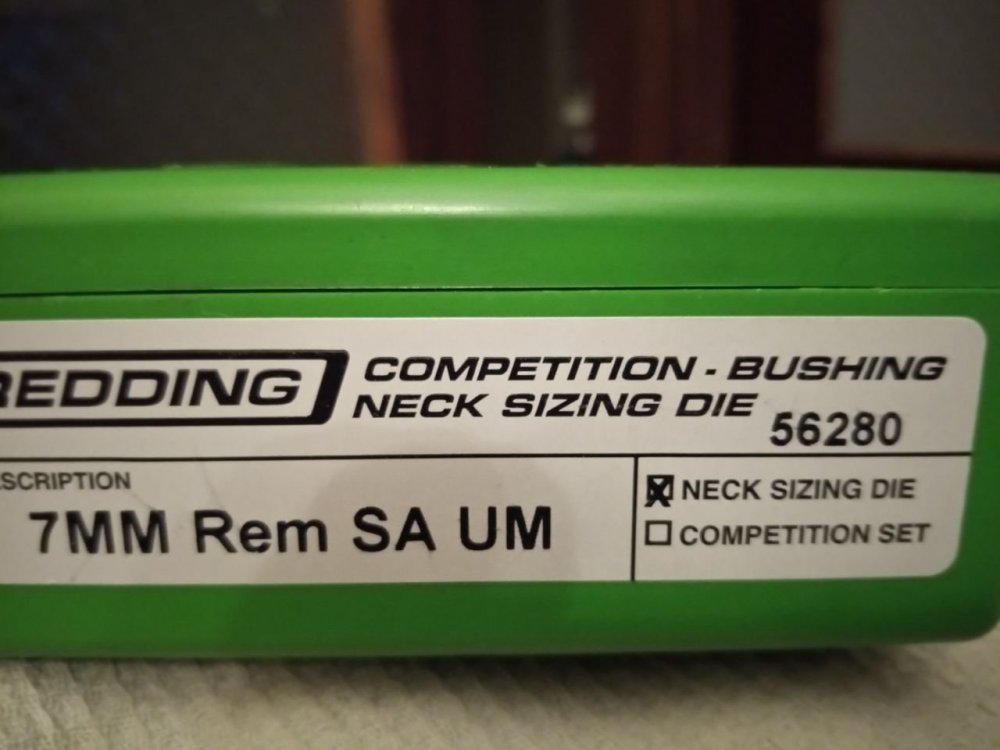 REDDING
COMPETITION - BUSHING
NECK SIZING DIE
56280
SCRIPTION
7MM Rem SA UM
NECK SIZING DIE
COMPETITION SET